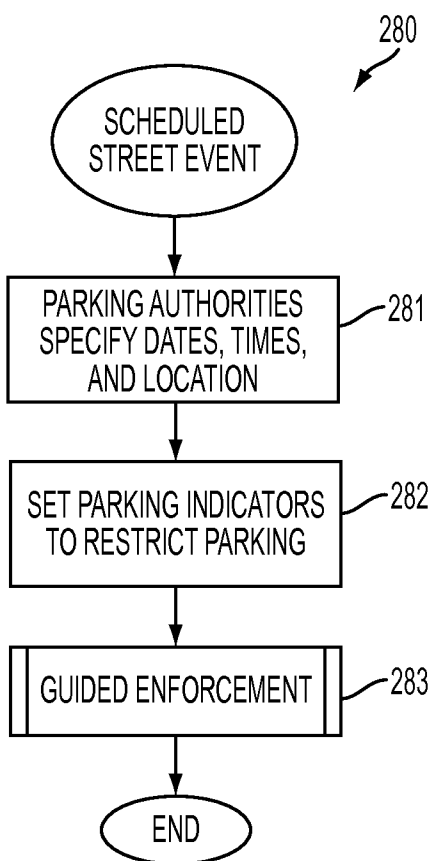 280
SCHEDULED
STREET EVENT
PARKING AUTHORITIES
SPECIFY DATES, TIMES,
AND LOCATION
281
SET PARKING INDICATORS
TO RESTRICT PARKING
282
GUIDED ENFORCEMENT
283
END